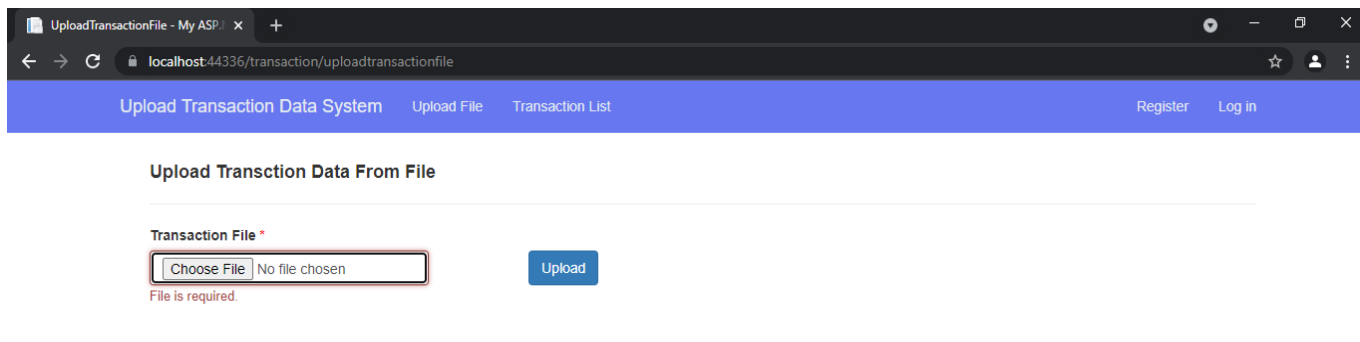 UploadTransactionFile - My ASP.
localhost:44336/transaction/uploadtransactionfile
Upload Transaction Data System Upload File Transaction List Register Log in
Upload Transction Data From File
Transaction File *
Choose File No file chosen Upload
File is required.